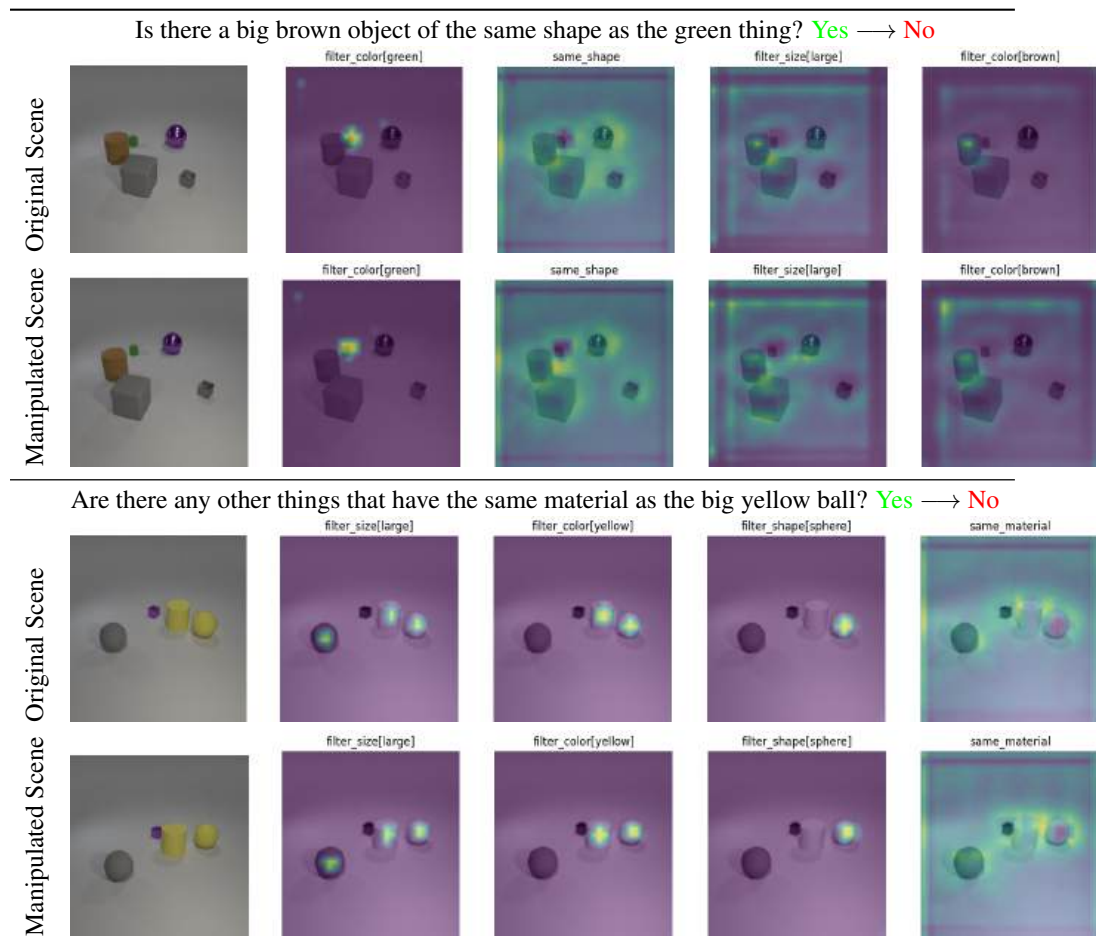 Is there a big brown object of the same shape as the green thing? Yes ⟶ No
Original Scene
filter_color[green] same_shape filter_size[large] filter_color[brown]
Manipulated Scene
filter_color[green] same_shape filter_size[large] filter_color[brown]
Are there any other things that have the same material as the big yellow ball? Yes ⟶ No
Original Scene
filter_size[large] filter_color[yellow] filter_shape[sphere] same_material
Manipulated Scene
filter_size[large] filter_color[yellow] filter_shape[sphere] same_material